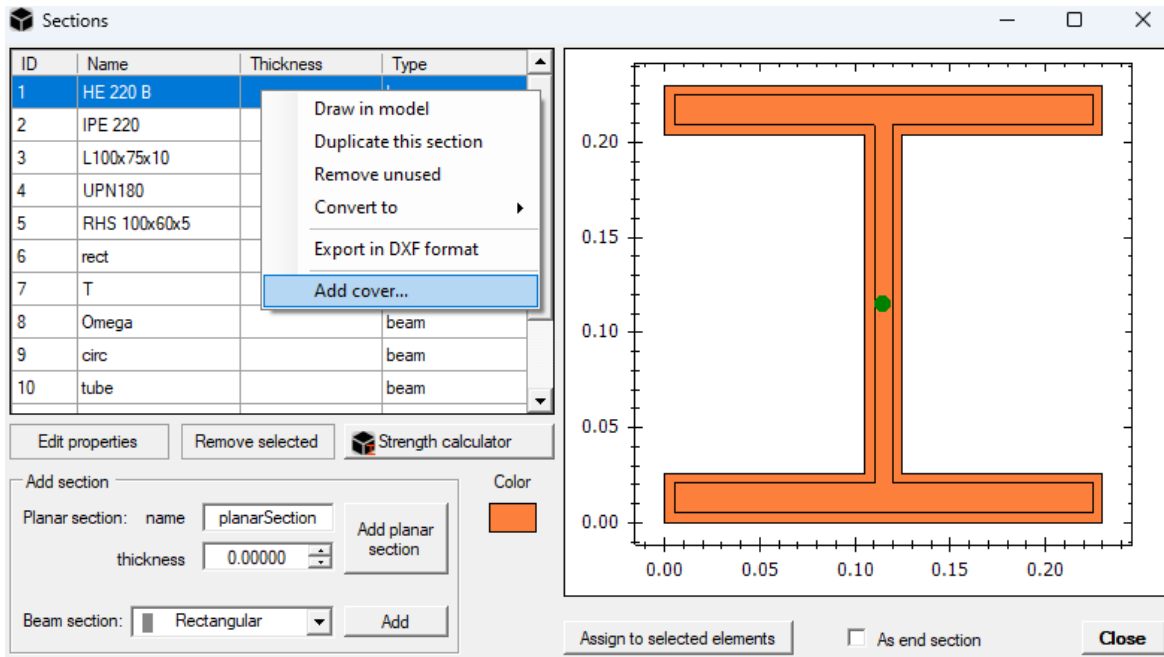 Sections
ID Name Thickness Type
1 HE 220 B
2 IPE 220
3 L100x75x10
4 UPN180
5 RHS 100x60x5
6 rect
7 T
8 Omega beam
9 circ beam
10 tube beam
Draw in model
Duplicate this section
Remove unused
Convert to
Export in DXF format
Add cover...
Edit properties Remove selected Strength calculator
Add section
Planar section: name planarSection
thickness 0.00000
Add planar
section
Beam section: Rectangular Add
Color
0.20
0.15
0.10
0.05
0.00
0.00 0.05 0.10 0.15 0.20
Assign to selected elements As end section Close